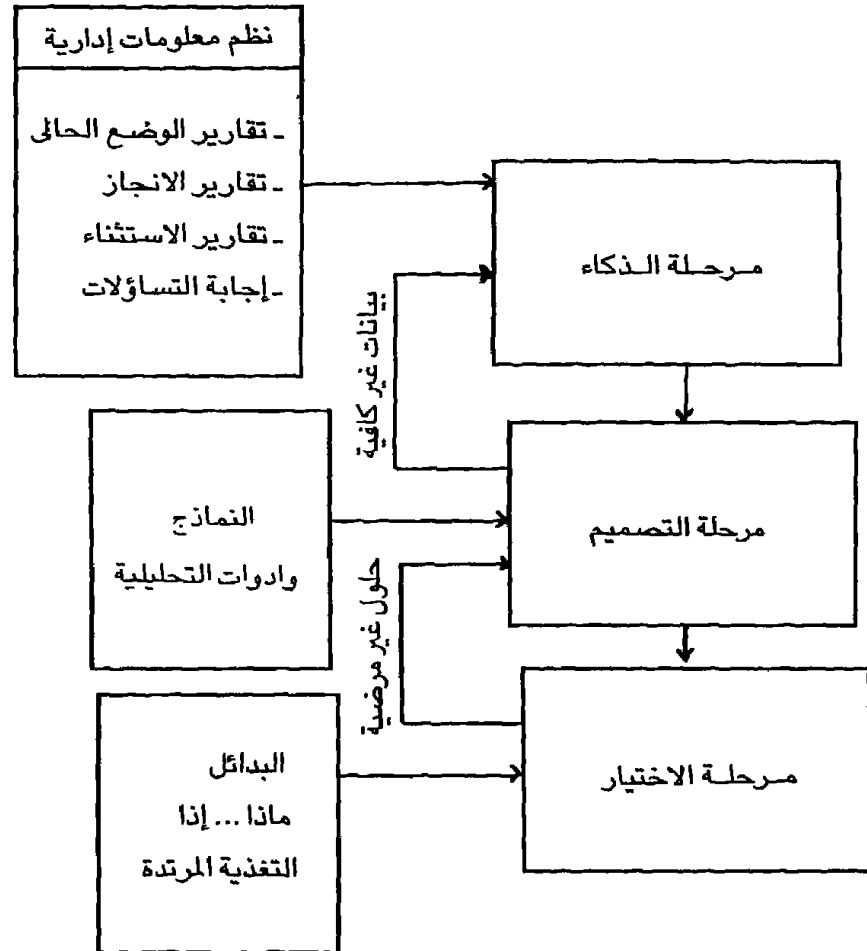 نظم معلومات إدارية
ـ تقارير الوضع الحالى
ـ تقارير الانجاز
ـ تقارير الاستثناء
ـ إجابة التساؤلات
مرحلة الذكاء
بيانات غير كافية
النماذج
وادوات التحليلية
مرحلة التصميم
حلول غير مرضية
البدائل
ماذا ... إذا
التغذية المرتدة
مرحلة الاختيار